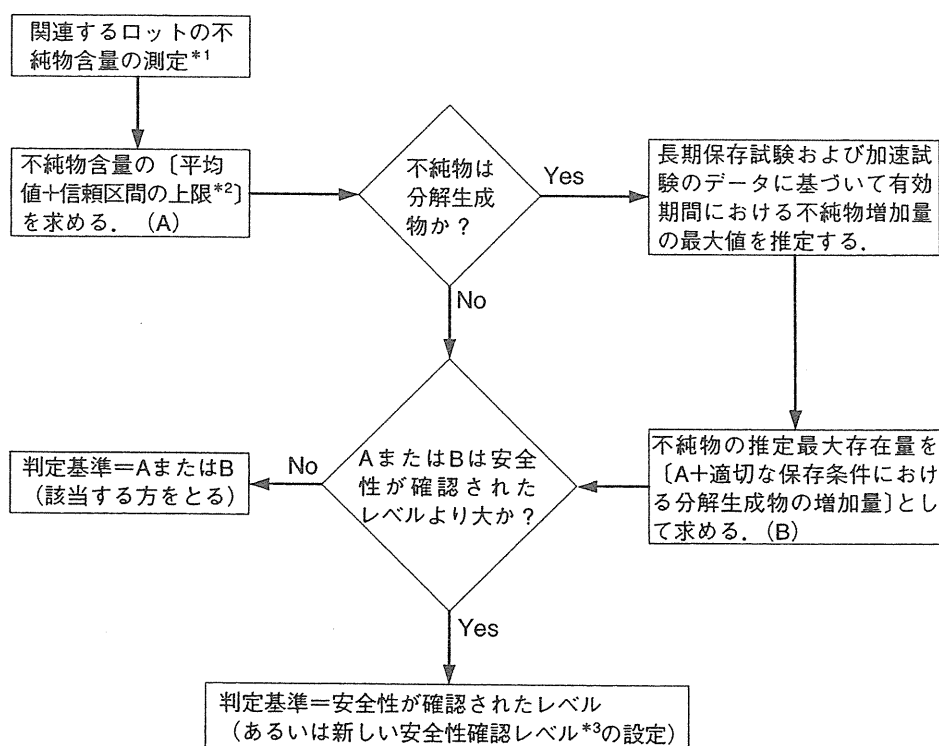 関連するロットの不
純物含量の測定*1
不純物含量の〔平均
値+信頼区間の上限*2〕
を求める．（A）
不純物は
分解生成
物か？
Yes
長期保存試験および加速試
験のデータに基づいて有効
期間における不純物増加量
の最大値を推定する．
No
AまたはBは安全
性が確認された
レベルより大か？
No
判定基準＝AまたはB
（該当する方をとる）
不純物の推定最大存在量を
〔A+適切な保存条件におけ
る分解生成物の増加量〕とし
て求める．（B）
Yes
判定基準＝安全性が確認されたレベル
（あるいは新しい安全性確認レベル*3の設定）